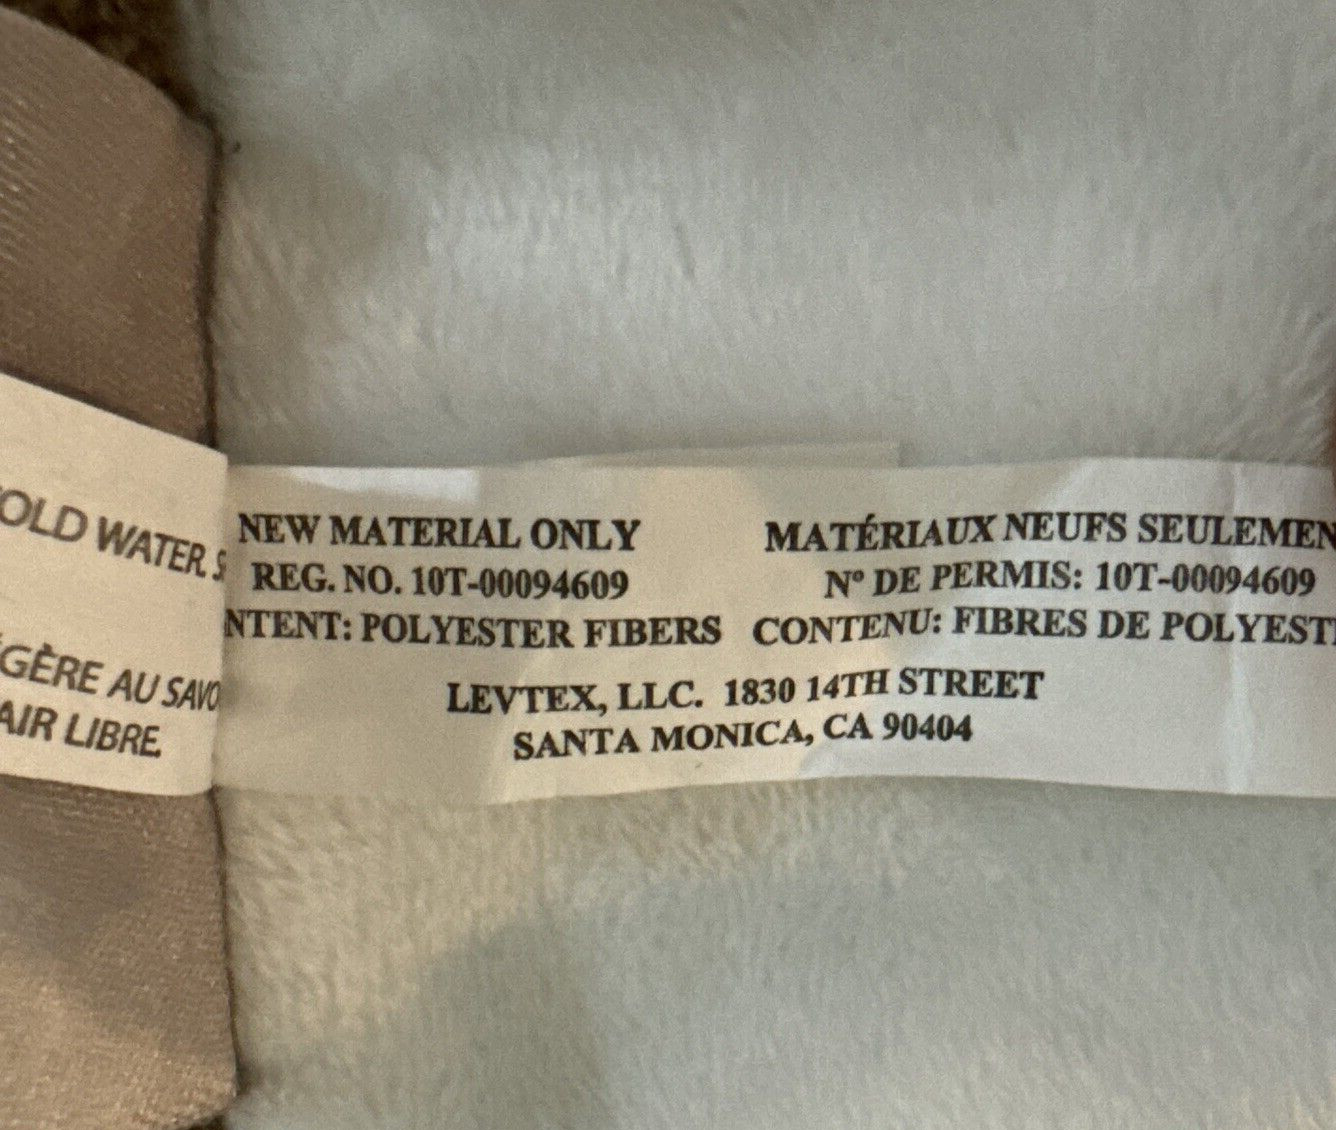 OLD WATER.
GÈRE AU SAVO
AIR LIBRE.
NEW MATERIAL ONLY
REG. NO. 10T-00094609
NTENT: POLYESTER FIBERS
MATÉRIAUX NEUFS SEULEMEN
Nº DE PERMIS: 10T-00094609
CONTENU: FIBRES DE POLYEST
LEVTEX, LLC. 1830 14TH STREET
SANTA MONICA, CA 90404